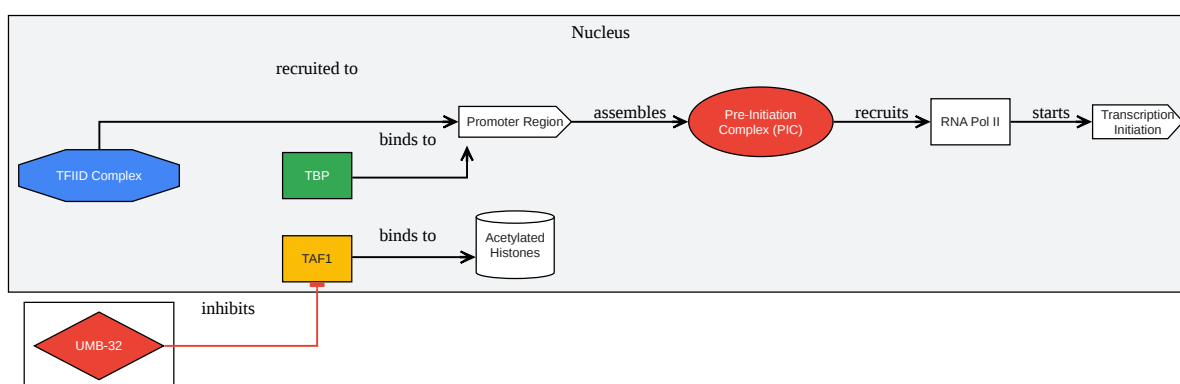 Nucleus
recruited to
Promoter Region
assembles
Pre-Initiation
Complex (PIC)
recruits
RNA Pol II
starts
Transcription
Initiation
binds to
TFIID Complex
TBP
binds to
Acetylated
Histones
TAF1
inhibits
UMB-32